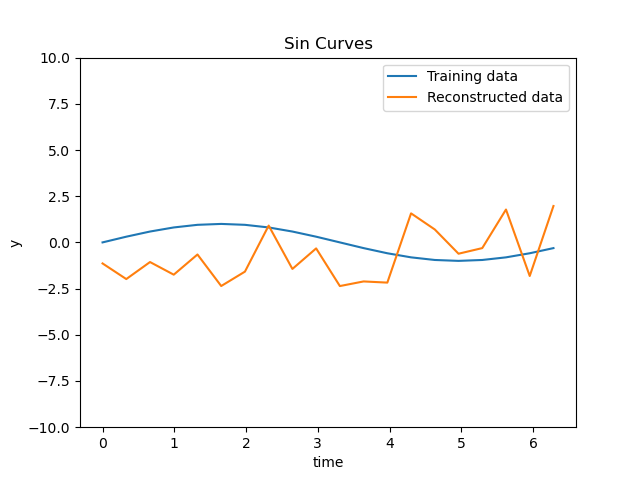 Sin Curves
Training data
Reconstructed data
10.0
7.5
5.0
2.5
0.0
−2.5
−5.0
−7.5
−10.0
y
0 1 2 3 4 5 6
time